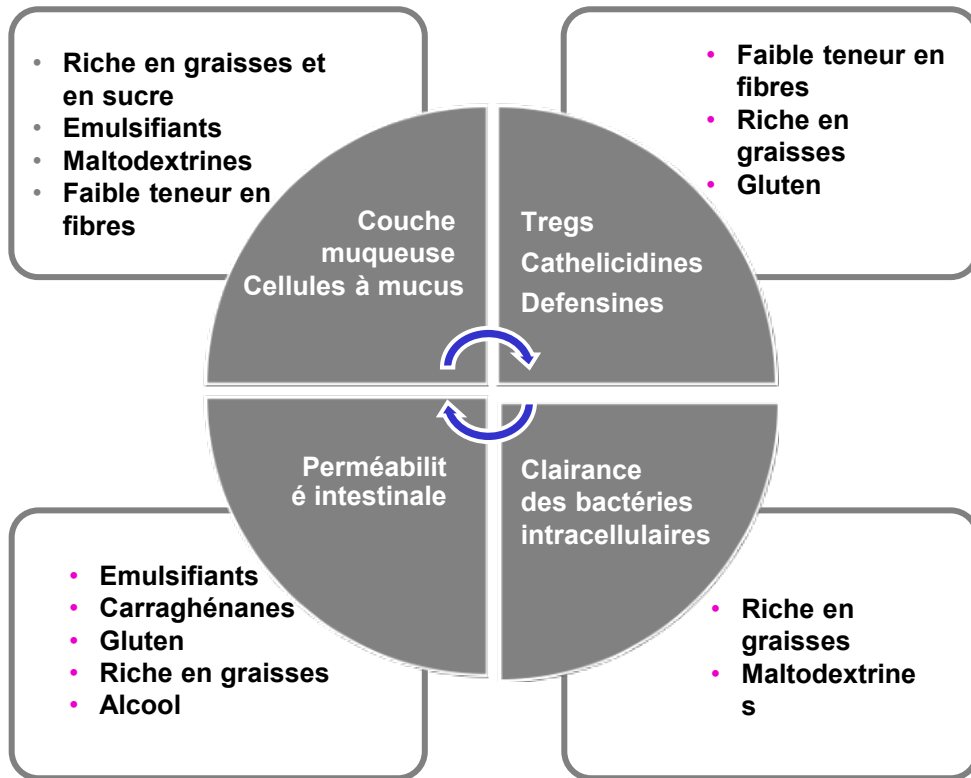 • Riche en graisses et
en sucre
• Emulsifiants
• Maltodextrines
• Faible teneur en
fibres
• Faible teneur en
fibres
• Riche en
graisses
• Gluten
Couche
muqueuse
Cellules à mucus
Tregs
Cathelicidines
Defensines
Perméabilit
é intestinale
Clairance
des bactéries
intracellulaires
• Emulsifiants
• Carraghénanes
• Gluten
• Riche en graisses
• Alcool
• Riche en
graisses
• Maltodextrine
s